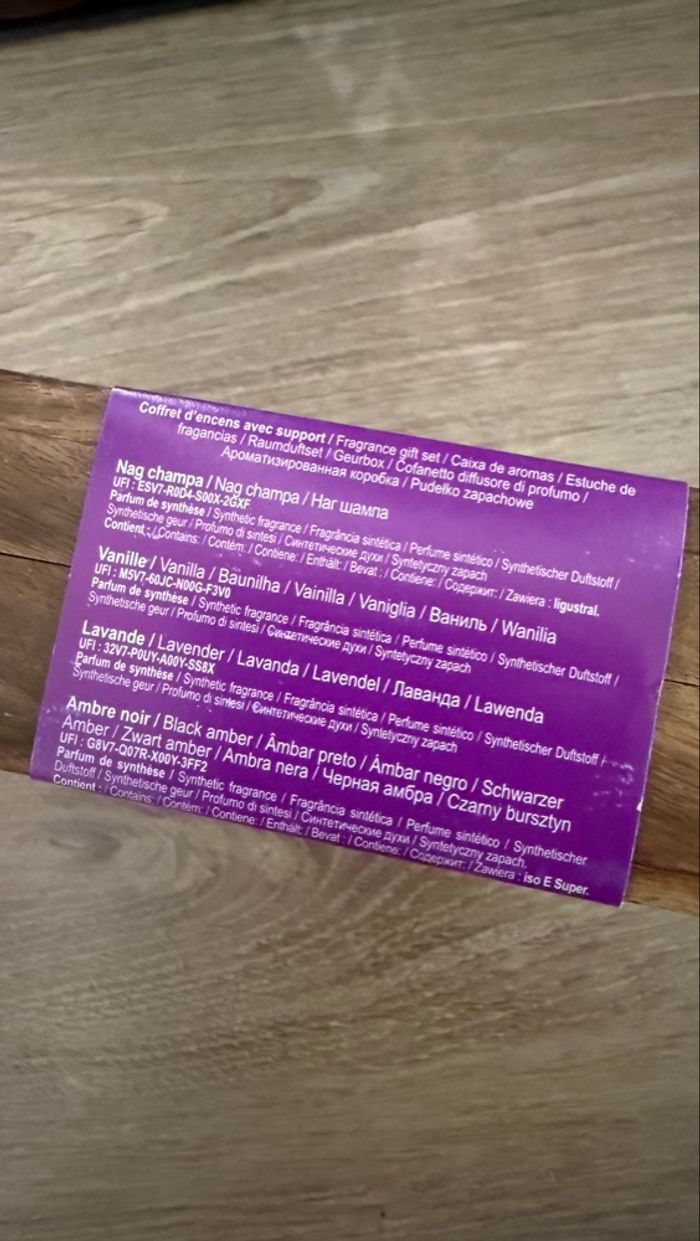 Coffret d'encens avec support / Fragrance gift set / Caixa de aromas / Estuche de
fragancias / Raumduftset / Geurbox / Cofanetto diffusore di profumo /
Ароматизированная коробка / Pudełko zapachowe
Nag champa / Nag champa / Наг шампа
UFI : ESV7-R0D4-S00X-2GXF
Parfum de synthèse / Synthetic fragrance / Fragrância sintética / Perfume sintético / Synthetischer Duftstoff /
Synthetische geur / Profumo di sintesi / Синтетические духи / Syntetyczny zapach
Contient : / Contains: / Contém: / Contiene: / Enthält: / Bevat : / Contiene: / Содержит: / Zawiera : ligustral.
Vanille / Vanilla / Baunilha / Vainilla / Vaniglia / Ваниль / Wanilia
UFI : M5V7-60JC-N00G-F3V0
Parfum de synthèse / Synthetic fragrance / Fragrância sintética / Perfume sintético / Synthetischer Duftstoff /
Synthetische geur / Profumo di sintesi / Синтетические духи / Syntetyczny zapach
Lavande / Lavender / Lavanda / Lavendel / Лаванда / Lawenda
UFI : 32V7-P0UY-A00Y-SS8X
Parfum de synthèse / Synthetic fragrance / Fragrância sintética / Perfume sintético / Synthetischer Duftstoff /
Synthetische geur / Profumo di sintesi / Синтетические духи / Syntetyczny zapach
Ambre noir / Black amber / Âmbar preto / Ámbar negro / Schwarzer
Amber / Zwart amber / Ambra nera / Черная амбра / Czarny bursztyn
UFI : G8V7-Q07R-X00Y-3FF2
Parfum de synthèse / Synthetic fragrance / Fragrância sintética / Perfume sintético / Synthetischer
Duftstoff / Synthetische geur / Profumo di sintesi / Синтетические духи / Syntetyczny zapach.
Contient : / Contains: / Contém: / Contiene: / Enthält: / Bevat : / Contiene: / Содержит: / Zawiera : iso E Super.